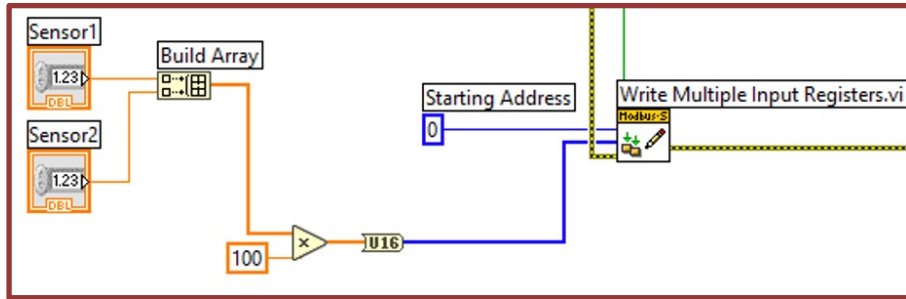 Sensor1
1.23
DBL
Build Array
Sensor2
1.23
DBL
100
U16
Starting Address
0
Write Multiple Input Registers.vi
Modbus-S